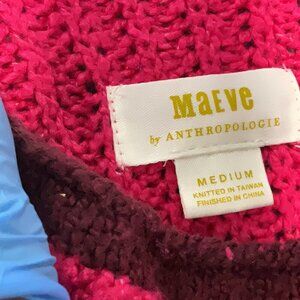 MaEve
by ANTHROPOLOGIE
MEDIUM
KNITTED IN TAIWAN
FINISHED IN CHINA